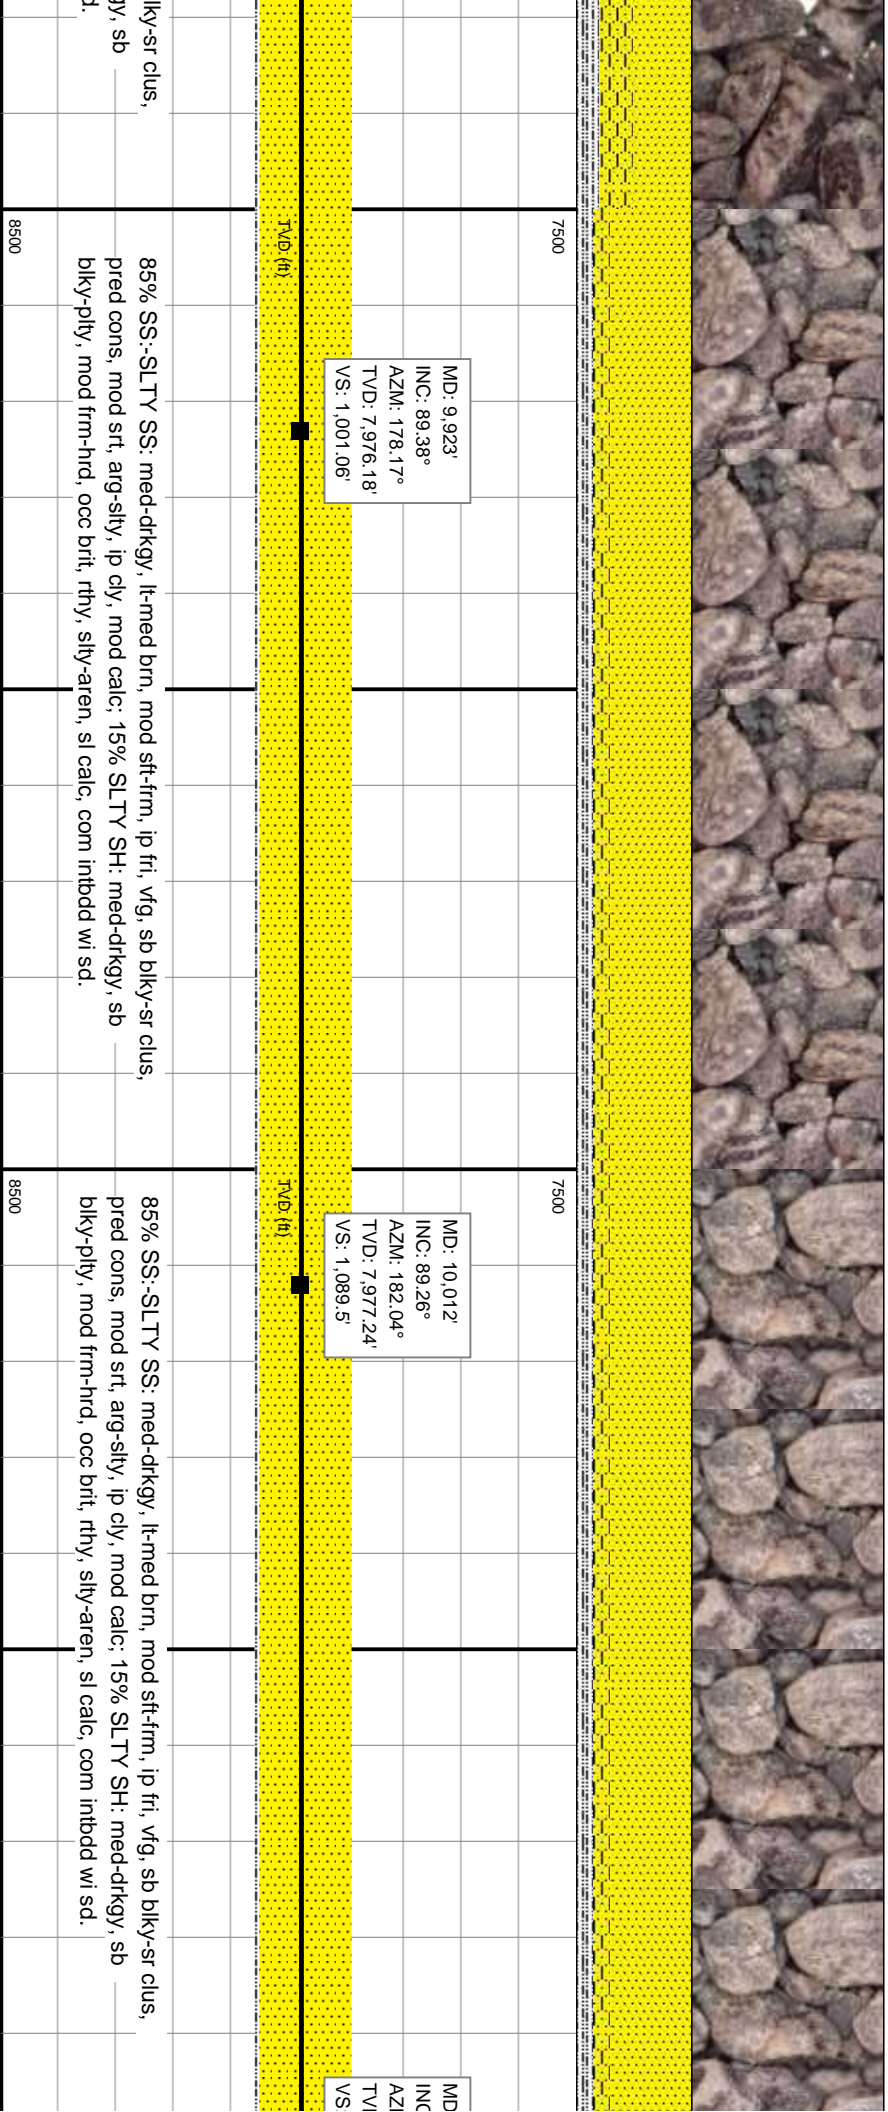 lky-sr clus,
gy, sb
d.
7500
TVD (ft)
8500
MD: 9,923'
INC: 89.38°
AZM: 178.17°
TVD: 7,976.18'
VS: 1,001.06'
85% SS:-SLTY SS: med-drkgy, lt-med brn, mod sft-frm, ip fri, vfg, sb blky-sr clus,
pred cons, mod srt, arg-slty, ip cly, mod calc; 15% SLTY SH: med-drkgy, sb
blky-plty, mod frm-hrd, occ brit, rthy, slty-aren, sl calc, com intbdd wi sd.
7500
TVD (ft)
8500
MD: 10,012'
INC: 89.26°
AZM: 182.04°
TVD: 7,977.24'
VS: 1,089.5'
85% SS:-SLTY SS: med-drkgy, lt-med brn, mod sft-frm, ip fri, vfg, sb blky-sr clus,
pred cons, mod srt, arg-slty, ip cly, mod calc; 15% SLTY SH: med-drkgy, sb
blky-plty, mod frm-hrd, occ brit, rthy, slty-aren, sl calc, com intbdd wi sd.
MD
INC
AZI
TVI
VS: